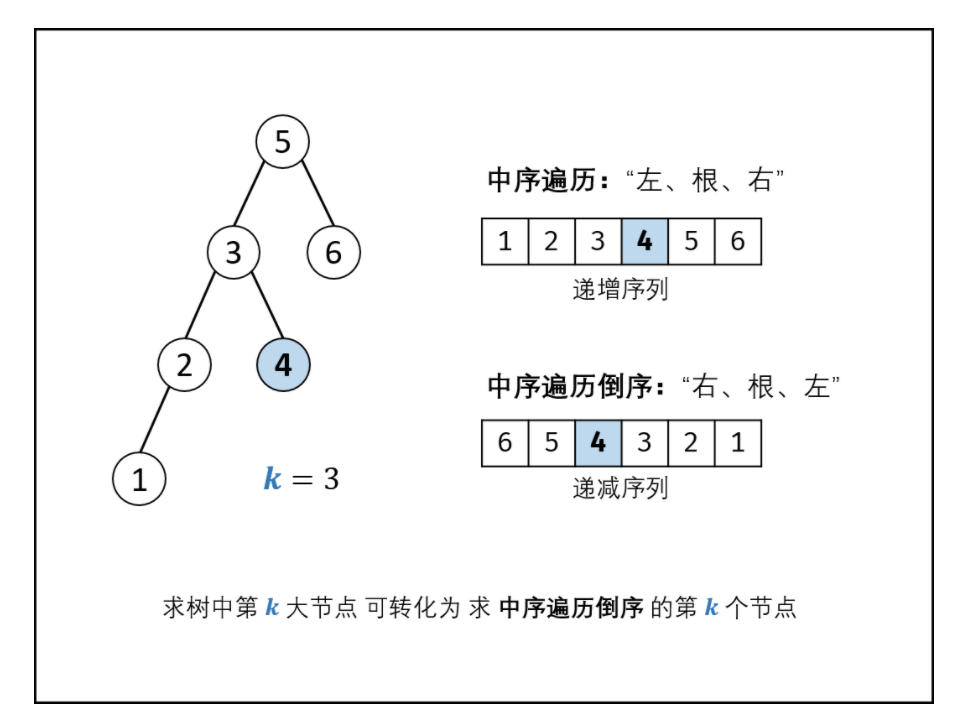 5
中序遍历：“左、根、右”
1 2 3 4 5 6
3 6
递增序列
2 4
中序遍历倒序：“右、根、左”
6 5 4 3 2 1
1
k = 3
递减序列
求树中第 k 大节点 可转化为 求 中序遍历倒序 的第 k 个节点